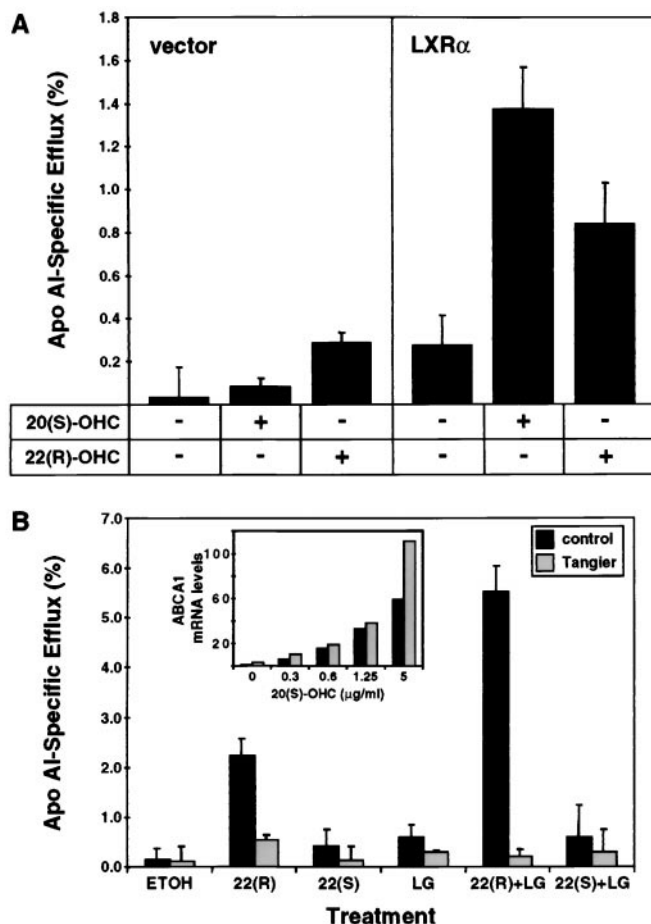 A
vector
LXRα
Apo AI-Specific Efflux (%)
1.8
1.6
1.4
1.2
1.0
0.8
0.6
0.4
0.2
20(S)-OHC - + - - + -
22(R)-OHC - - + - - +
B
Apo AI-Specific Efflux (%)
7.0
6.0
5.0
4.0
3.0
2.0
1.0
0.0
ABCA1
mRNA levels
100
60
20
0 0.3 0.6 1.25 5
20(S)-OHC (μg/ml)
control
Tangier
ETOH 22(R) 22(S) LG 22(R)+LG 22(S)+LG
Treatment